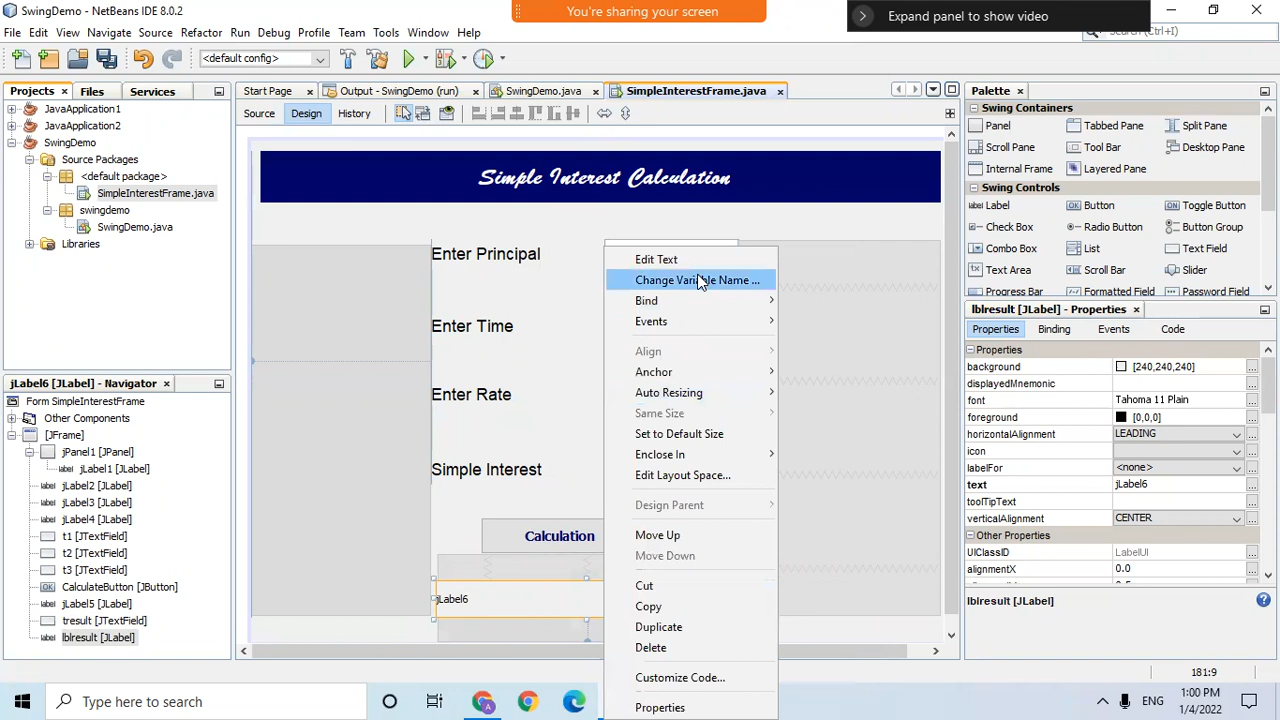 SwingDemo - NetBeans IDE 8.0.2
You're sharing your screen
Expand panel to show video
File Edit View Navigate Source Refactor Run Debug Profile Team Tools Window Help
Search (Ctrl+I)
<default config>
Projects Files Services
Start Page Output - SwingDemo (run) SwingDemo.java SimpleInterestFrame.java
Palette
JavaApplication1
JavaApplication2
SwingDemo
Source Packages
<default package>
SimpleInterestFrame.java
swingdemo
SwingDemo.java
Libraries
Source Design History
Simple Interest Calculation
Enter Principal
Enter Time
Enter Rate
Simple Interest
Calculation
jLabel6
Edit Text
Change Variable Name ...
Bind
Events
Align
Anchor
Auto Resizing
Same Size
Set to Default Size
Enclose In
Edit Layout Space...
Design Parent
Move Up
Move Down
Cut
Copy
Duplicate
Delete
Customize Code...
Properties
Swing Containers
Panel Tabbed Pane Split Pane
Scroll Pane Tool Bar Desktop Pane
Internal Frame Layered Pane
Swing Controls
label Label OK Button Toggle Button
Check Box Radio Button Button Group
Combo Box List Text Field
Text Area Scroll Bar Slider
Progress Bar Formatted Field Password Field
lblresult [JLabel] - Properties
Properties Binding Events Code
Properties
background [240,240,240]
displayedMnemonic
font Tahoma 11 Plain
foreground [0,0,0]
horizontalAlignment LEADING
icon
labelFor <none>
text jLabel6
toolTipText
verticalAlignment CENTER
Other Properties
UIClassID LabelUI
alignmentX 0.0
lblresult [JLabel]
jLabel6 [JLabel] - Navigator
Form SimpleInterestFrame
Other Components
[JFrame]
jPanel1 [JPanel]
label jLabel1 [JLabel]
label jLabel2 [JLabel]
label jLabel3 [JLabel]
label jLabel4 [JLabel]
t1 [JTextField]
t2 [JTextField]
t3 [JTextField]
OK CalculateButton [JButton]
label jLabel5 [JLabel]
tresult [JTextField]
label lblresult [JLabel]
181:9
Type here to search
ENG
1:00 PM
1/4/2022